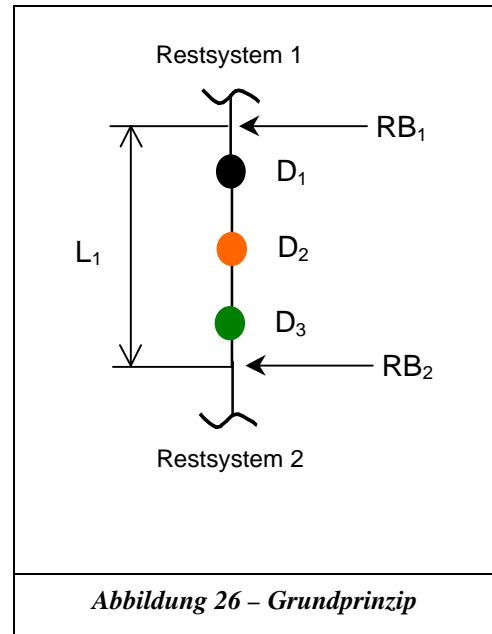 Restsystem 1
RB₁
D₁
L₁
D₂
D₃
RB₂
Restsystem 2
Abbildung 26 – Grundprinzip